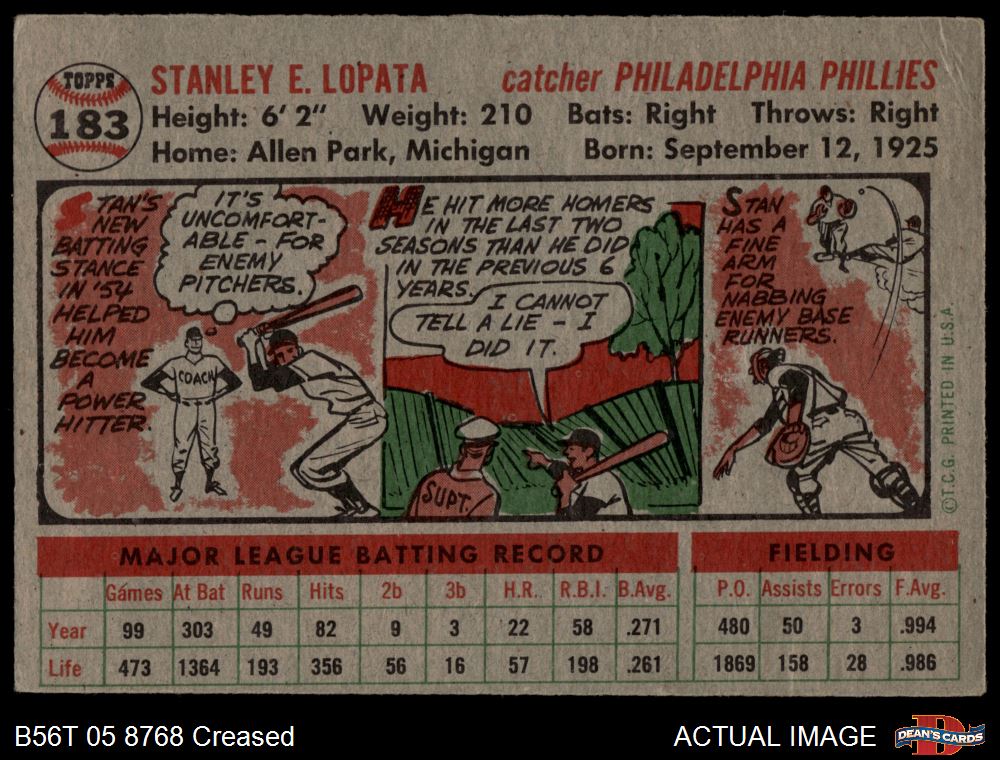 TOPPS
183
STANLEY E. LOPATA catcher PHILADELPHIA PHILLIES
Height: 6' 2" Weight: 210 Bats: Right Throws: Right
Home: Allen Park, Michigan Born: September 12, 1925
STAN'S
NEW
BATTING
STANCE
IN '54
HELPED
HIM
BECOME
A
POWER
HITTER.
IT'S
UNCOMFORT-
ABLE - FOR
ENEMY
PITCHERS.
COACH
HE HIT MORE HOMERS
IN THE LAST TWO
SEASONS THAN HE DID
IN THE PREVIOUS 6
YEARS.
I CANNOT
TELL A LIE - I
DID IT.
SUPT.
STAN
HAS A
FINE
ARM
FOR
NABBING
ENEMY BASE
RUNNERS.
©T.C.G. PRINTED IN U.S.A
MAJOR LEAGUE BATTING RECORD FIELDING
Games At Bat Runs Hits 2b 3b H.R. R.B.I. B.Avg. P.O. Assists Errors F.Avg.
Year 99 303 49 82 9 3 22 58 .271 480 50 3 .994
Life 473 1364 193 356 56 16 57 198 .261 1869 158 28 .986
B56T 05 8768 Creased ACTUAL IMAGE
D
DEAN'S CARDS